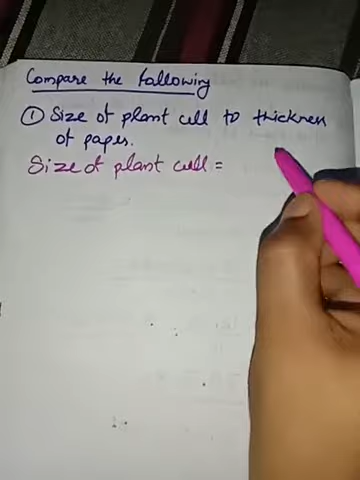 Compare the Following
① Size of plant cell to thickness
of paper.
Size of plant cell =